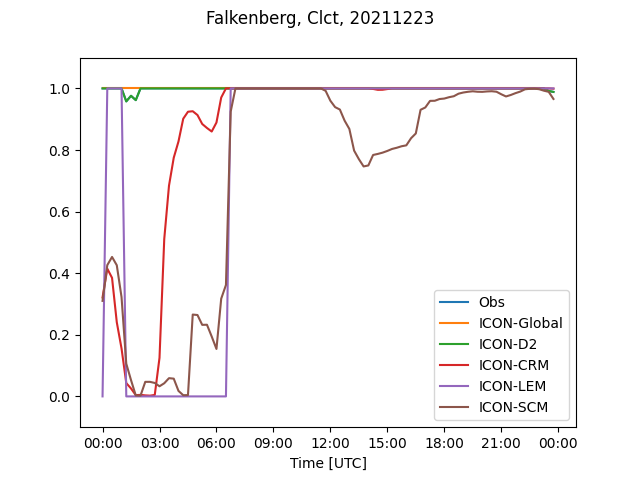 Falkenberg, Clct, 20211223
1.0
0.8
0.6
0.4
0.2
0.0
Obs
ICON-Global
ICON-D2
ICON-CRM
ICON-LEM
ICON-SCM
00:00 03:00 06:00 09:00 12:00 15:00 18:00 21:00 00:00
Time [UTC]